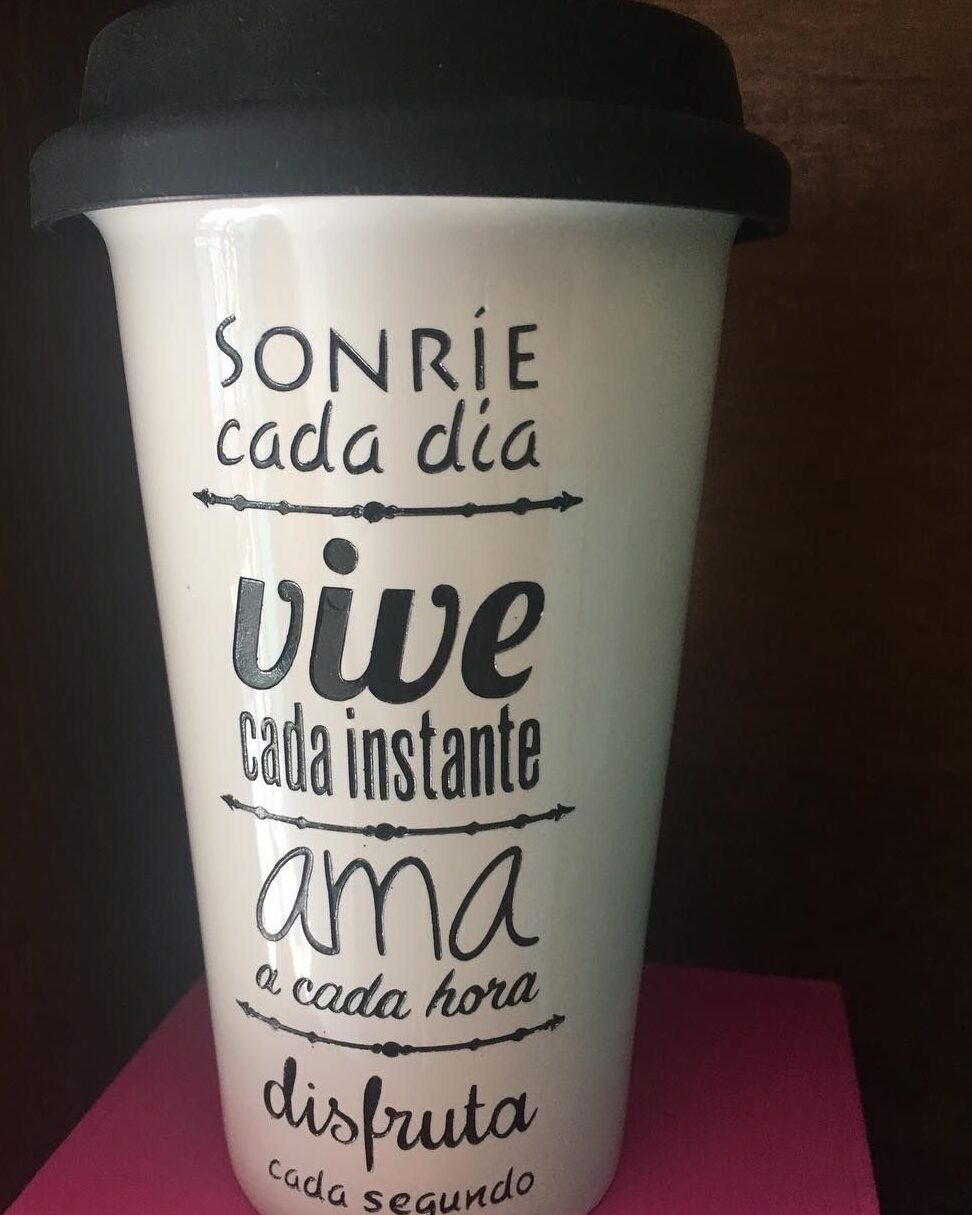 SONRÍE
cada día
vive
cada instante
ama
a cada hora
disfruta
cada segundo